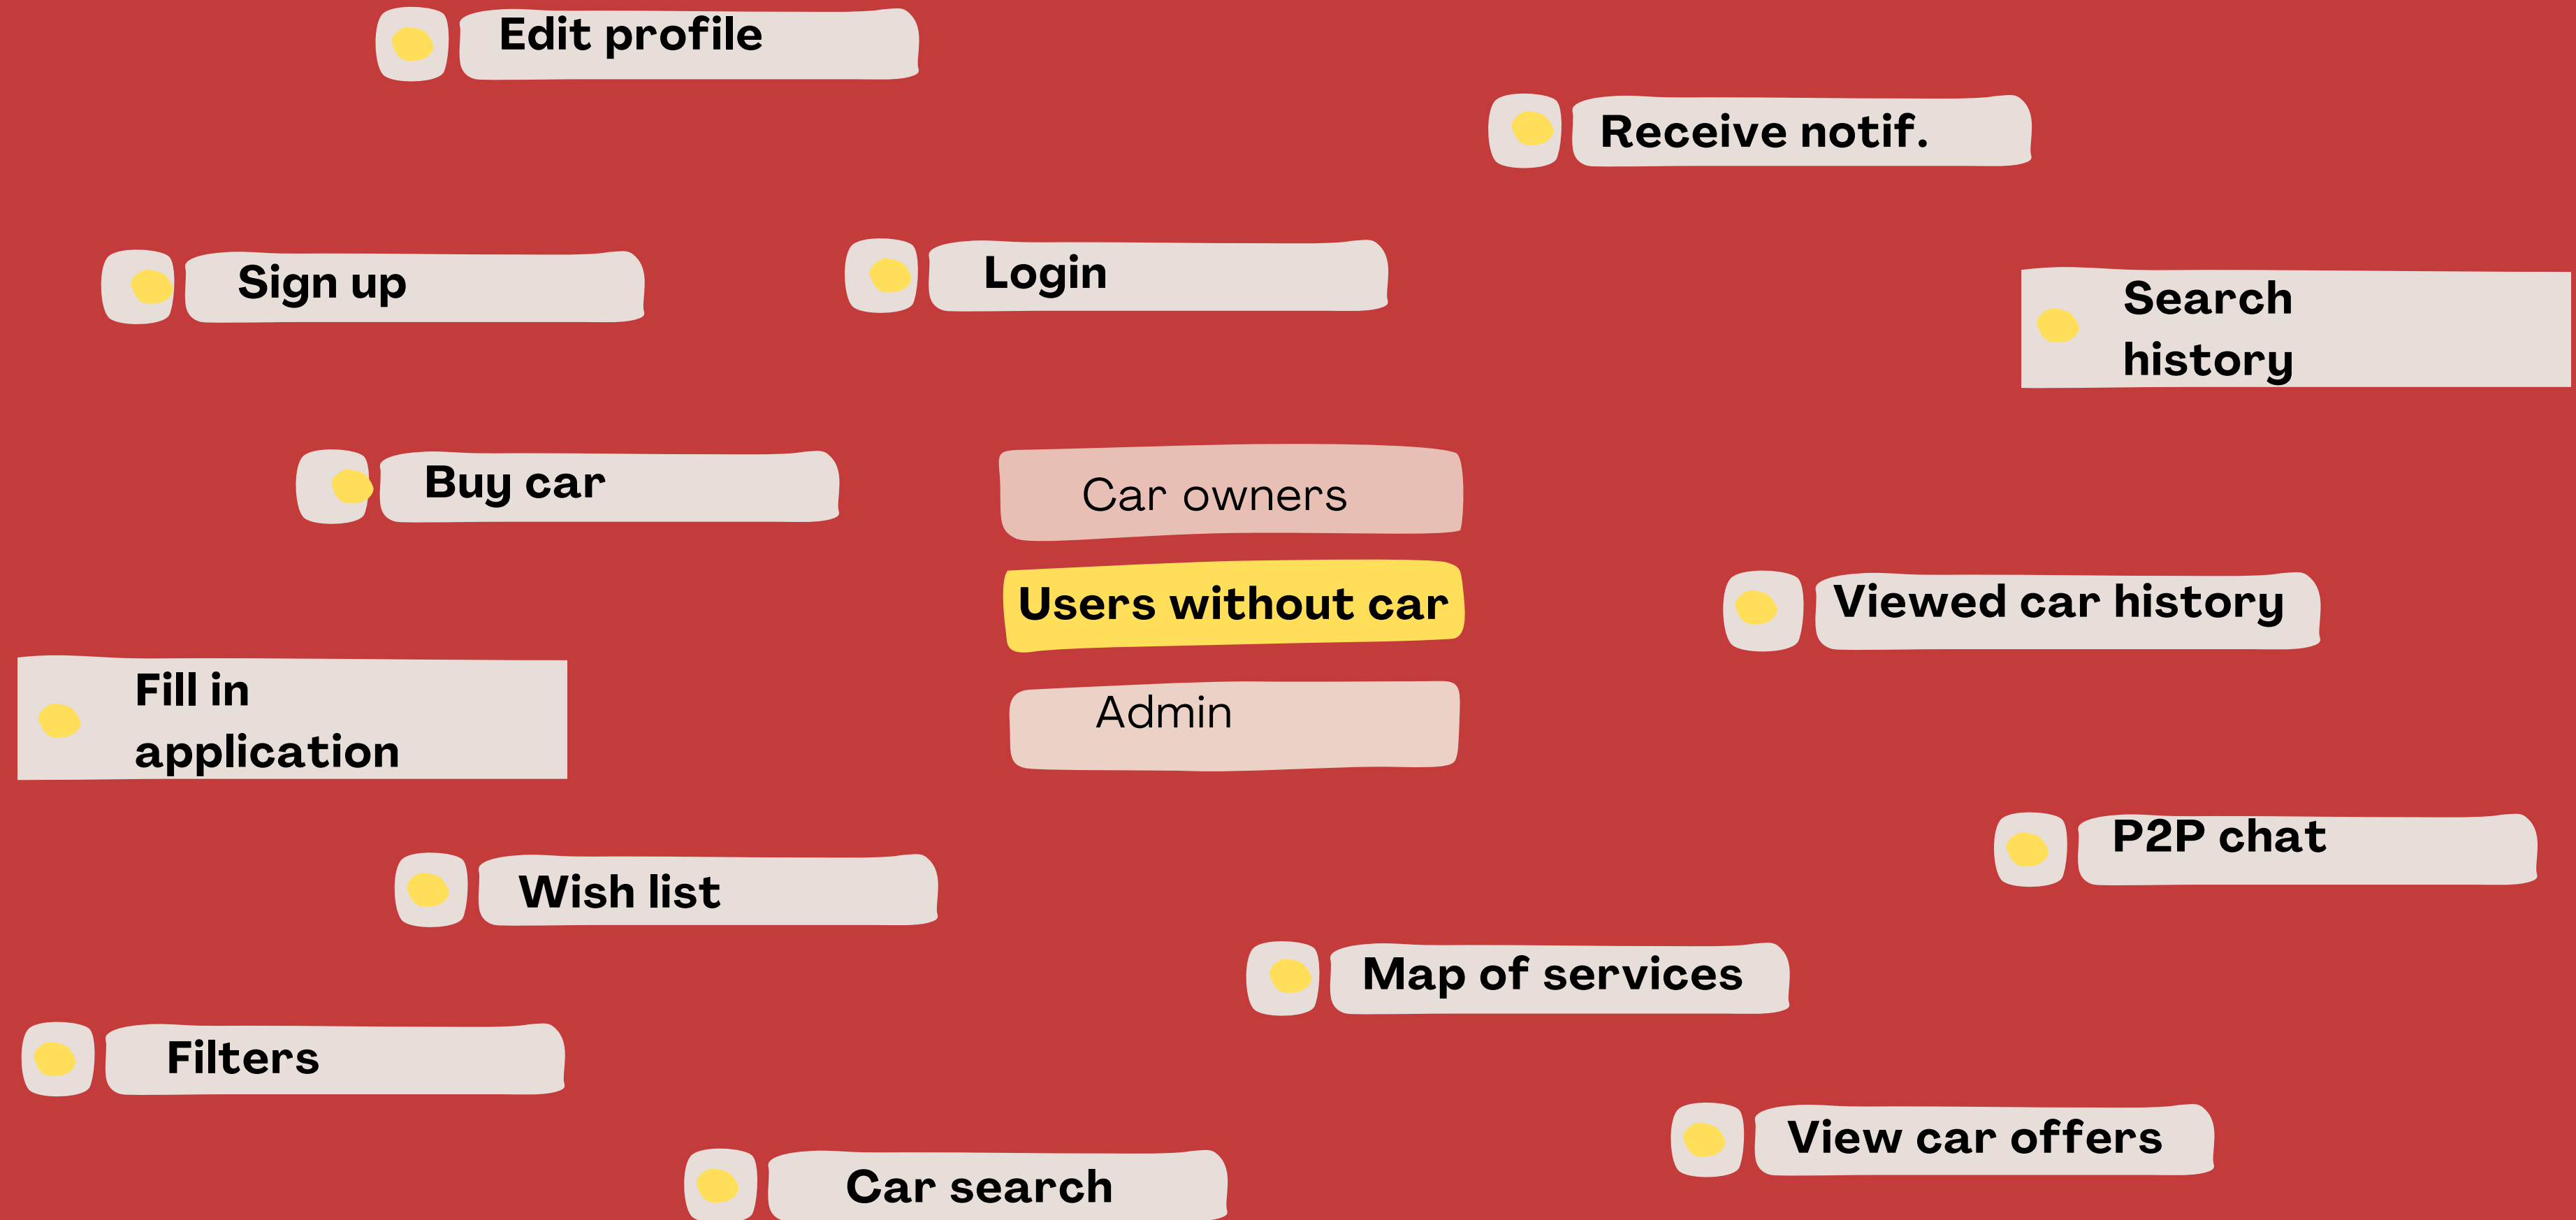 Edit profile
Receive notif.
Sign up
Login
Search
history
Buy car
Car owners
Users without car
Viewed car history
Fill in
application
Admin
P2P chat
Wish list
Map of services
Filters
View car offers
Car search